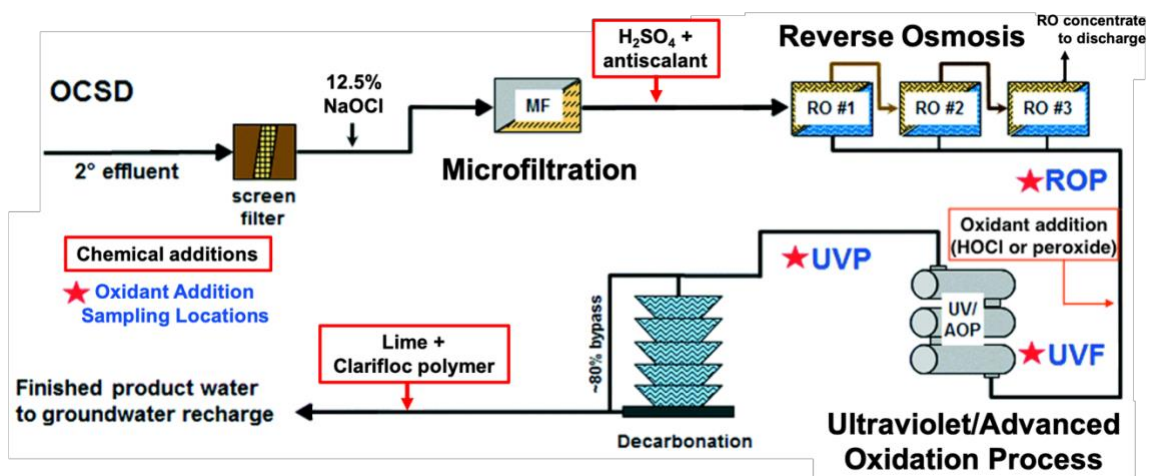 OCSD
2° effluent
screen
filter
12.5%
NaOCl
MF
Microfiltration
H₂SO₄ +
antiscalant
Reverse Osmosis
RO concentrate
to discharge
RO #1
RO #2
RO #3
★ROP
Oxidant addition
(HOCl or peroxide)
UV/
AOP
★UVF
Ultraviolet/Advanced
Oxidation Process
★UVP
~80% bypass
Decarbonation
Chemical additions
★ Oxidant Addition
Sampling Locations
Lime +
Clarifloc polymer
Finished product water
to groundwater recharge